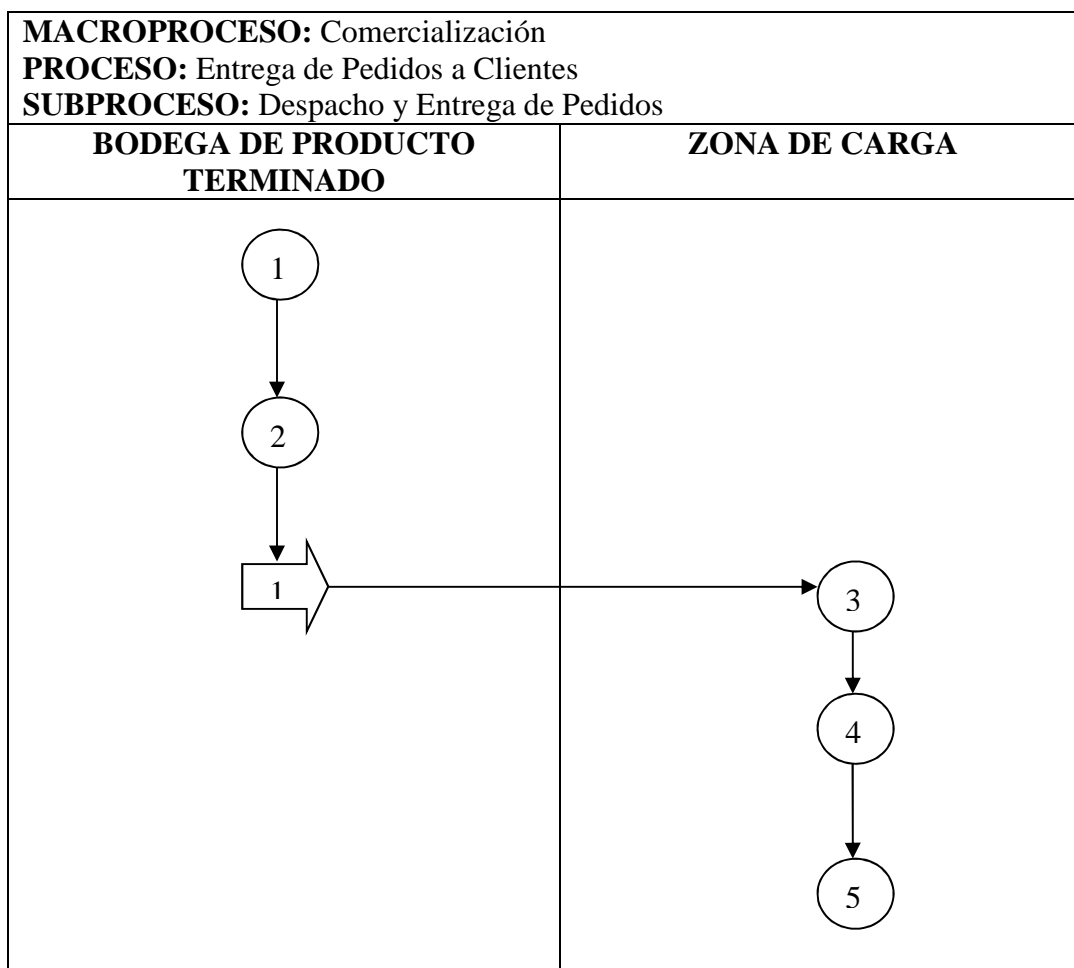 MACROPROCESO: Comercialización
PROCESO: Entrega de Pedidos a Clientes
SUBPROCESO: Despacho y Entrega de Pedidos
BODEGA DE PRODUCTO
TERMINADO
ZONA DE CARGA
1
2
1
3
4
5